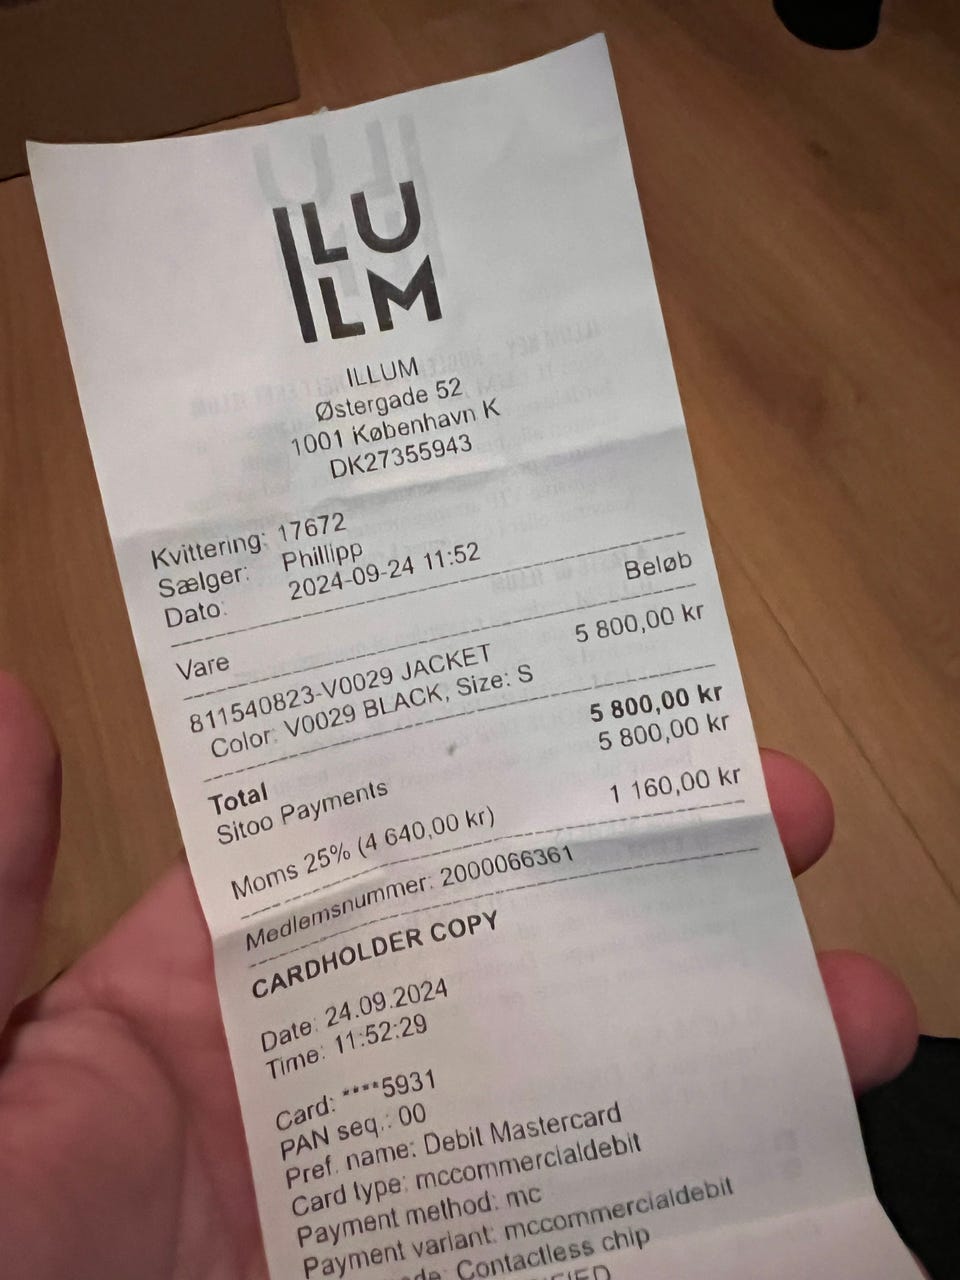 ILLUM
ILLUM
Østergade 52
1001 København K
DK27355943
Kvittering: 17672
Sælger: Phillipp
Dato: 2024-09-24 11:52
Vare Beløb
811540823-V0029 JACKET 5 800,00 kr
Color: V0029 BLACK, Size: S
Total 5 800,00 kr
Sitoo Payments 5 800,00 kr
Moms 25% (4 640,00 kr) 1 160,00 kr
Medlemsnummer: 2000066361
CARDHOLDER COPY
Date: 24.09.2024
Time: 11:52:29
Card: ****5931
PAN seq.: 00
Pref. name: Debit Mastercard
Card type: mccommercialdebit
Payment method: mc
Payment variant: mccommercialdebit
Contactless chip